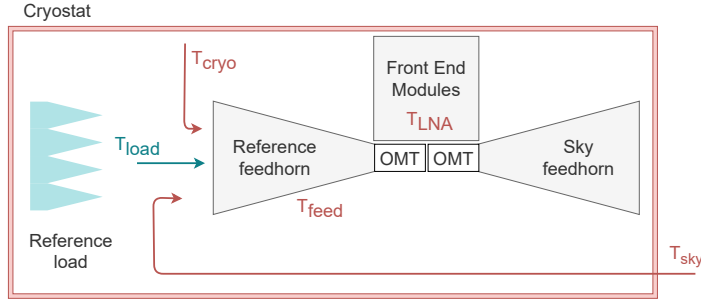 Cryostat
Tcryo
Front End
Modules
TLNA
Tload
Reference
feedhorn
OMT
OMT
Sky
feedhorn
Tfeed
Reference
load
Tsky